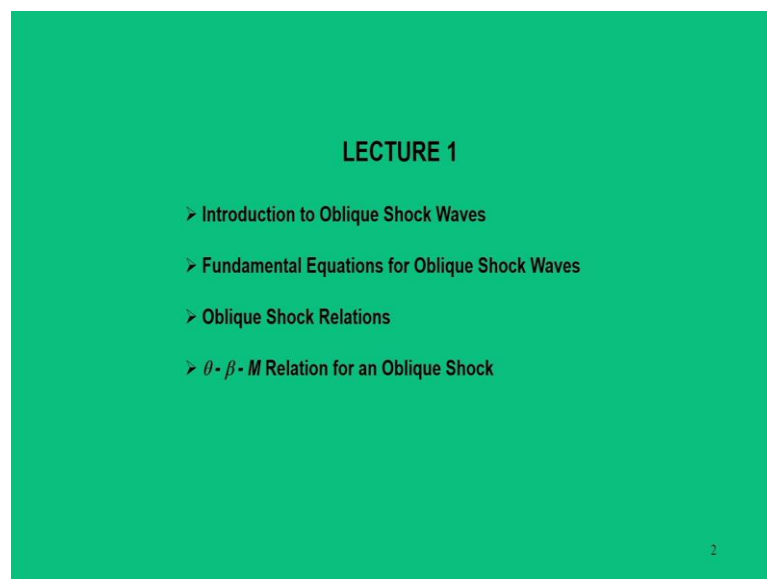 LECTURE 1
➢ Introduction to Oblique Shock Waves
➢ Fundamental Equations for Oblique Shock Waves
➢ Oblique Shock Relations
➢ θ - β - M Relation for an Oblique Shock
2